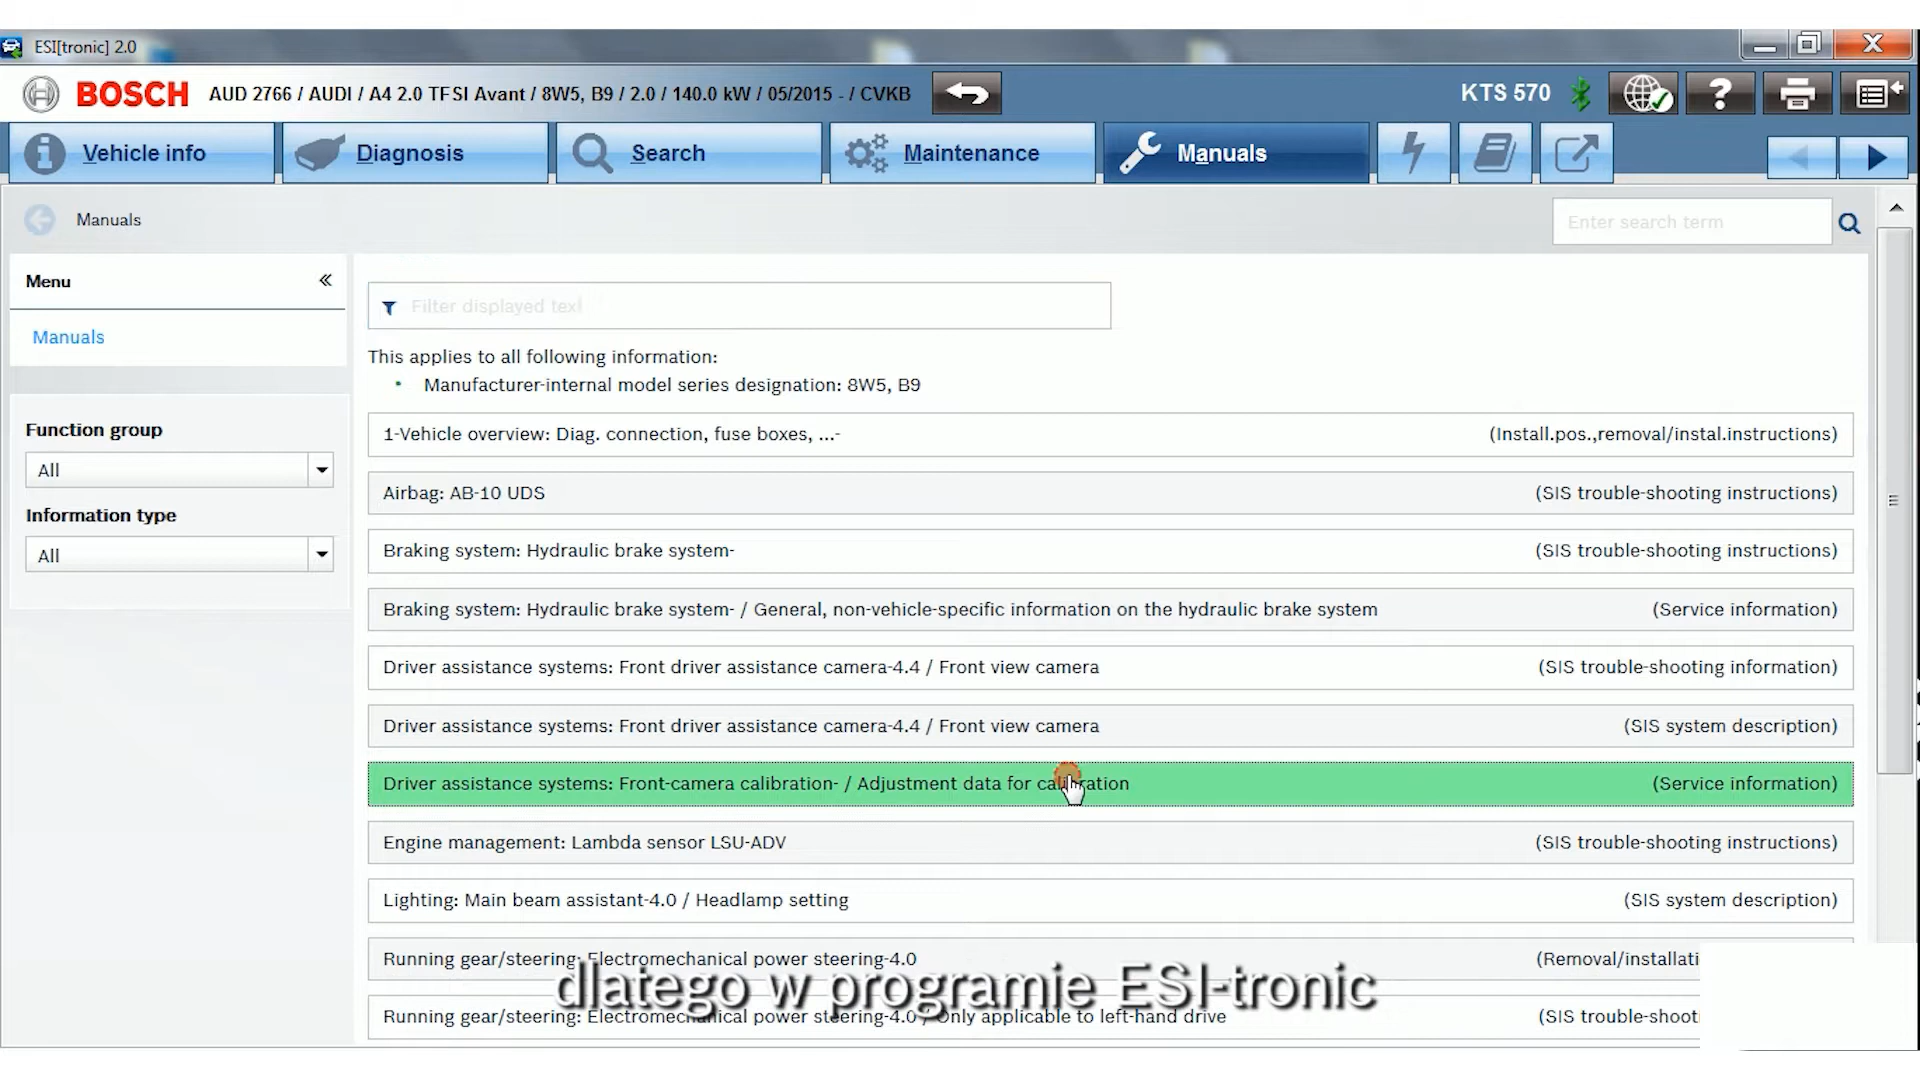 ESI[tronic] 2.0
BOSCH AUD 2766 / AUDI / A4 2.0 TFSI Avant / 8W5, B9 / 2.0 / 140.0 kW / 05/2015 - / CVKB KTS 570
Vehicle info Diagnosis Search Maintenance Manuals
Manuals Enter search term
Menu «
Manuals
Function group
All
Information type
All
Filter displayed text
This applies to all following information:
• Manufacturer-internal model series designation: 8W5, B9
1-Vehicle overview: Diag. connection, fuse boxes, ...- (Install.pos.,removal/instal.instructions)
Airbag: AB-10 UDS (SIS trouble-shooting instructions)
Braking system: Hydraulic brake system- (SIS trouble-shooting instructions)
Braking system: Hydraulic brake system- / General, non-vehicle-specific information on the hydraulic brake system (Service information)
Driver assistance systems: Front driver assistance camera-4.4 / Front view camera (SIS trouble-shooting information)
Driver assistance systems: Front driver assistance camera-4.4 / Front view camera (SIS system description)
Driver assistance systems: Front-camera calibration- / Adjustment data for calibration (Service information)
Engine management: Lambda sensor LSU-ADV (SIS trouble-shooting instructions)
Lighting: Main beam assistant-4.0 / Headlamp setting (SIS system description)
Running gear/steering: Electromechanical power steering-4.0 (Removal/installati
dlatego w programie ESI-tronic
Running gear/steering: Electromechanical power steering-4.0 / Only applicable to left-hand drive (SIS trouble-shoot